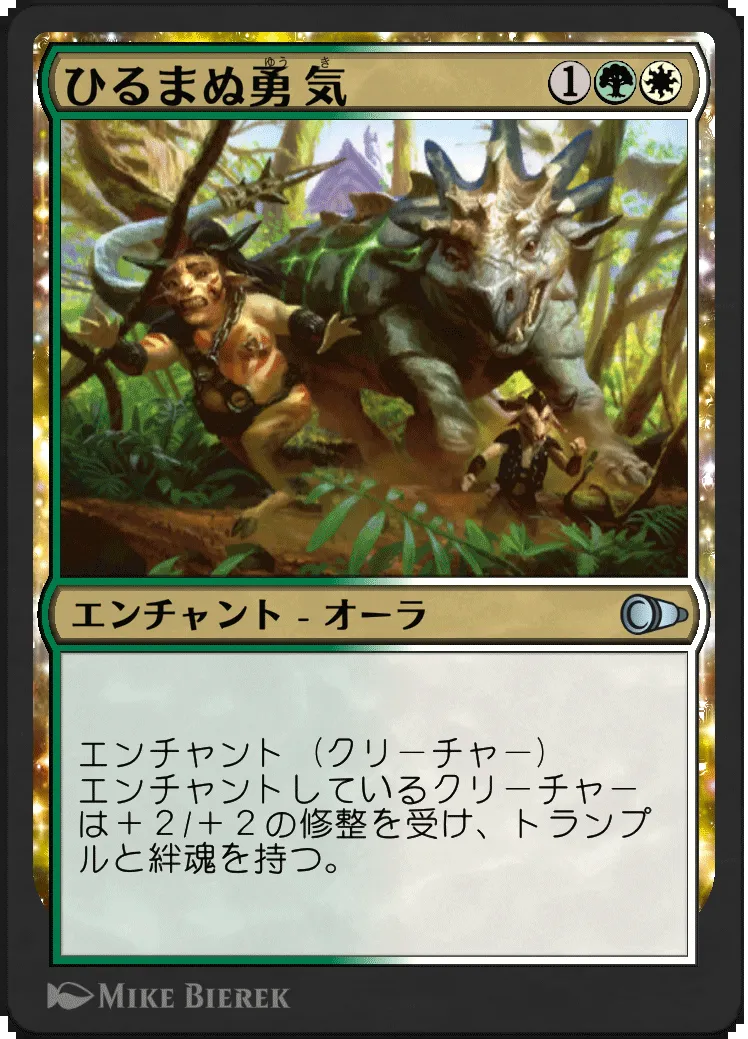 ひるまぬ勇気
ゆう き
1
エンチャント - オーラ
エンチャント（クリーチャー）
エンチャントしているクリーチャー
は＋２/＋２の修整を受け、トランプ
ルと絆魂を持つ。
MIKE BIEREK